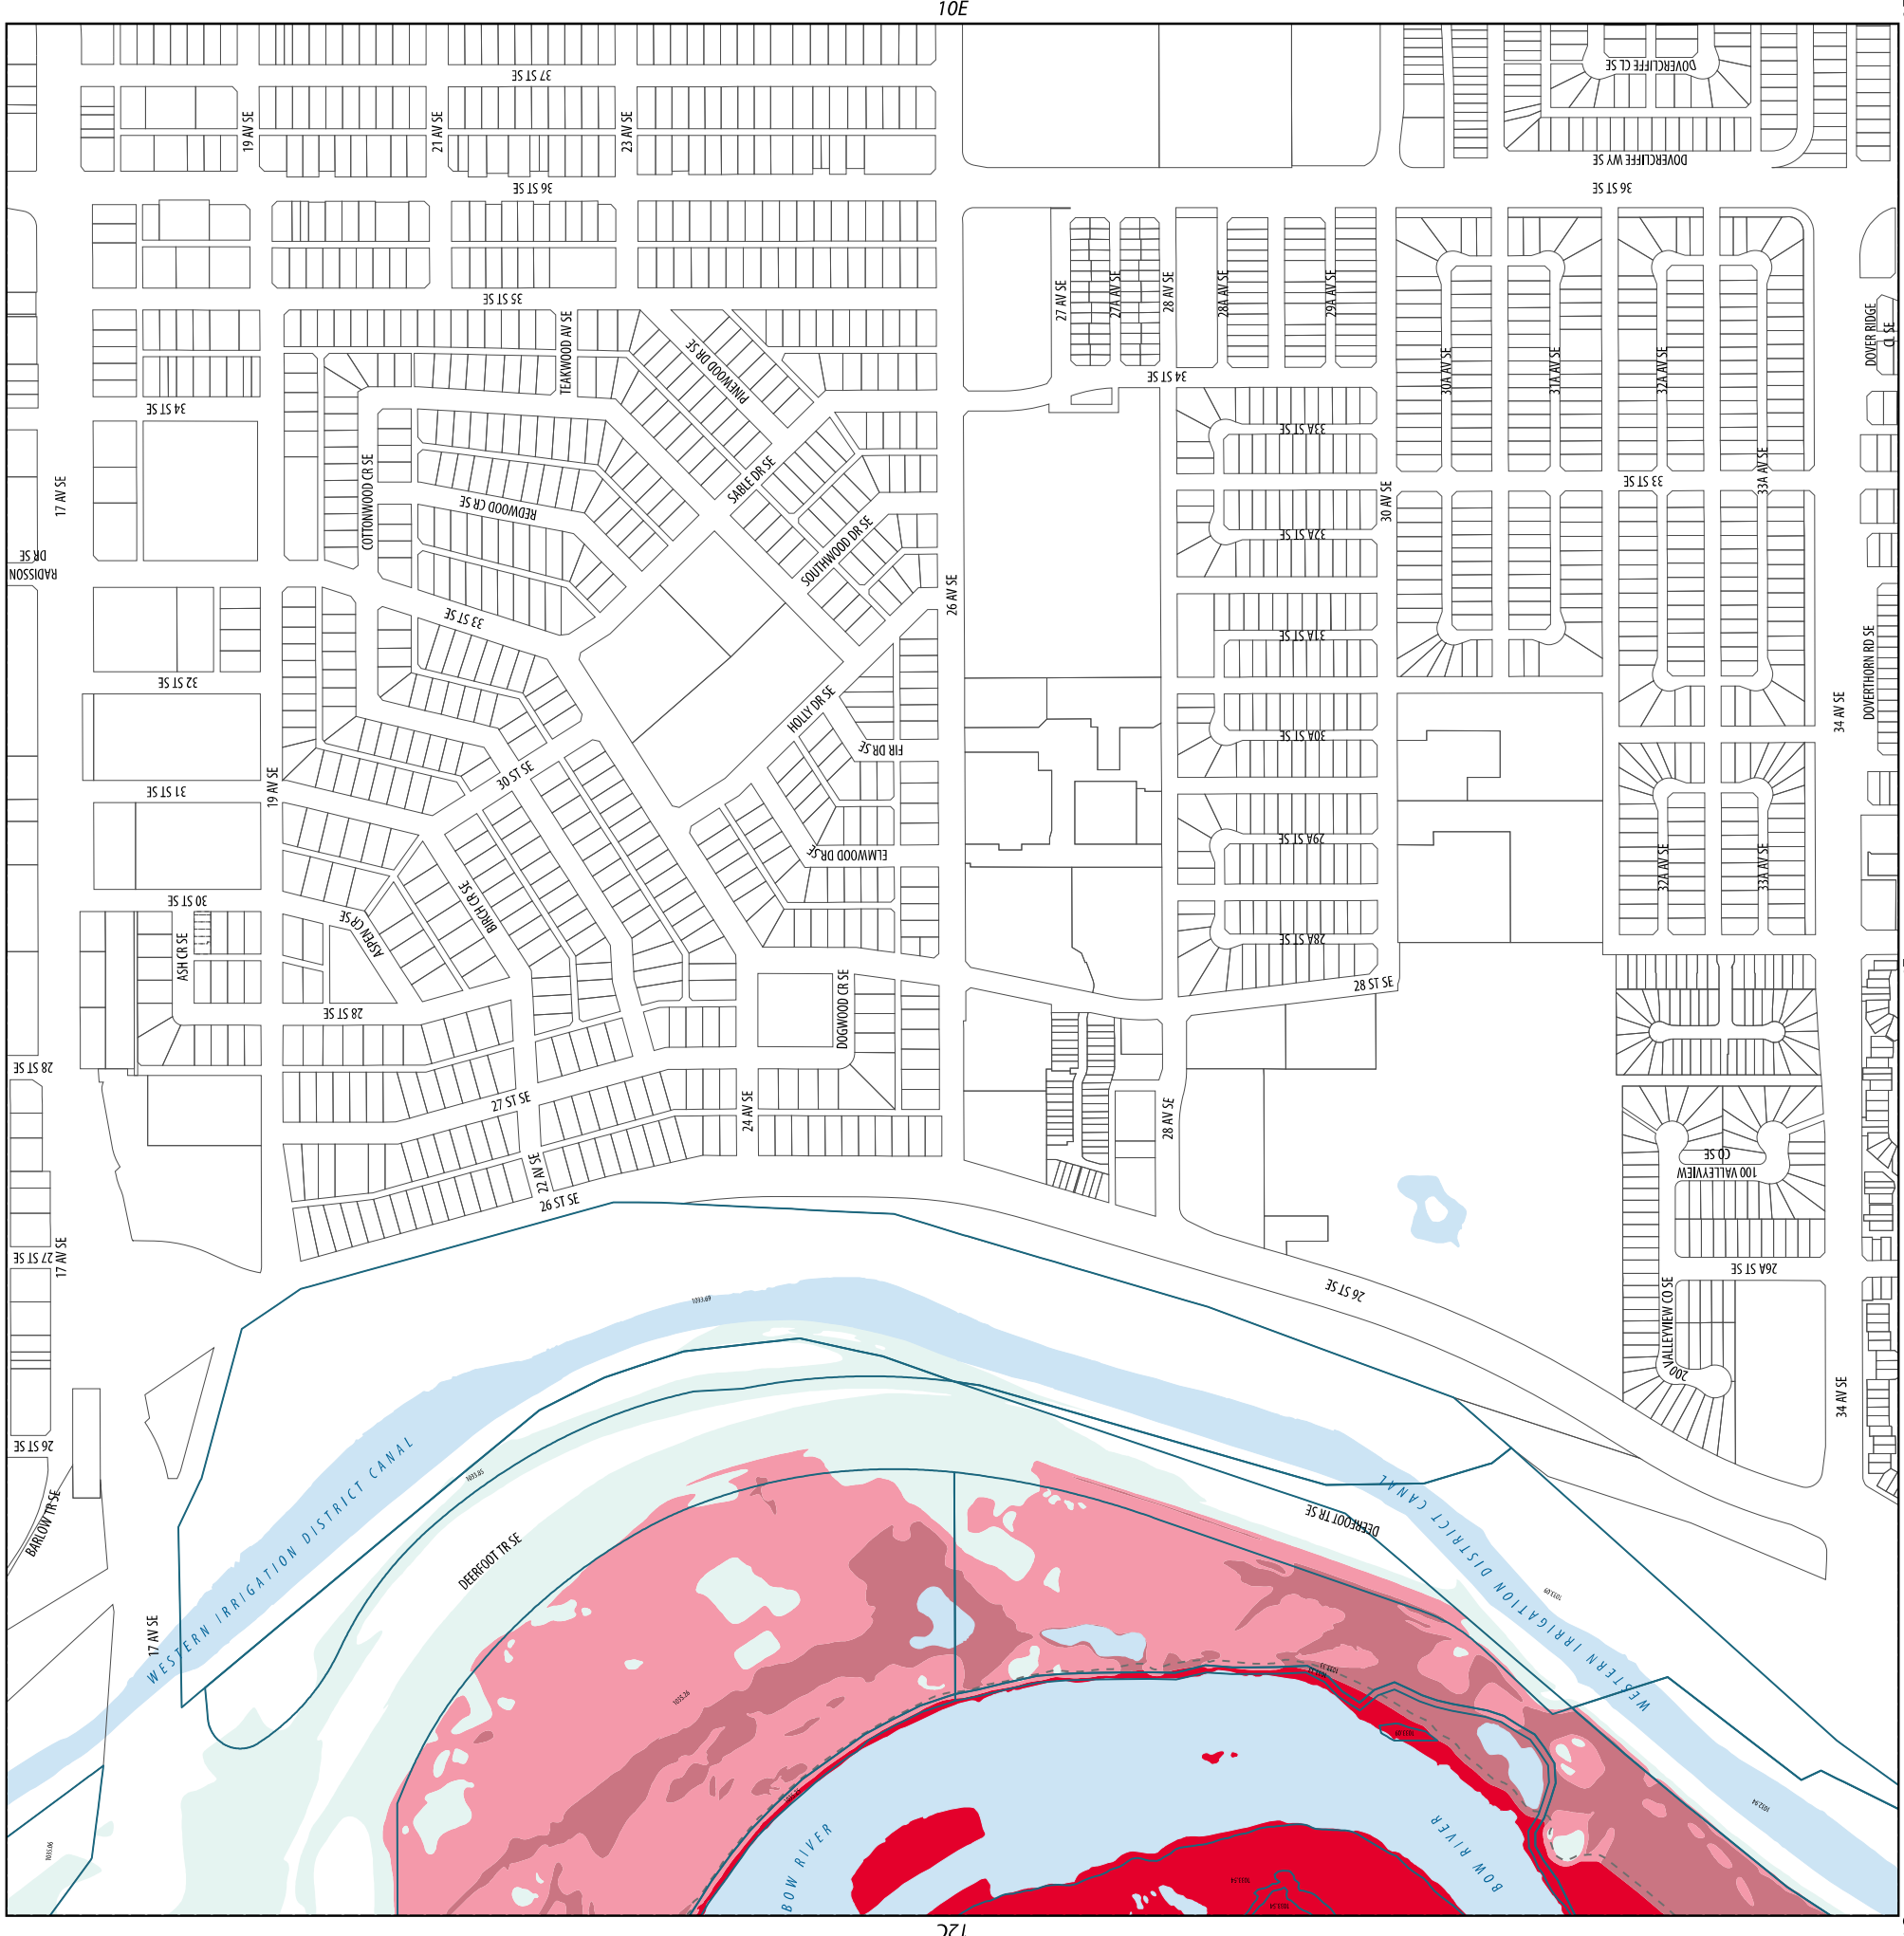 10E
37 ST SE
DOVERCLIFFE CL SE
19 AV SE
21 AV SE
23 AV SE
DOVERCLIFFE WY SE
36 ST SE
36 ST SE
27 AV SE
27A AV SE
28 AV SE
28A AV SE
29A AV SE
35 ST SE
DOVER RIDGE
CL SE
TEAKWOOD AV SE
PINEWOOD DR SE
34 ST SE
30A AV SE
31A AV SE
32A AV SE
34 ST SE
33A ST SE
17 AV SE
COTTONWOOD CR SE
SABLE DR SE
REDWOOD CR SE
30 AV SE
33 ST SE
33A AV SE
SOUTHWOOD DR SE
32A ST SE
RADISSON
DR SE
26 AV SE
33 ST SE
31A ST SE
32 ST SE
HOLLY DR SE
FIR DR SE
30A ST SE
34 AV SE
DOVERTHORN RD SE
30 ST SE
31 ST SE
19 AV SE
ELMWOOD DR SE
29A ST SE
32A AV SE
33A AV SE
30 ST SE
BIRCH CR SE
ASPEN CR SE
ASH CR SE
28A ST SE
28 ST SE
28 ST SE
DOGWOOD CR SE
28 ST SE
27 ST SE
24 AV SE
28 AV SE
22 AV SE
26 ST SE
100 VALLEYVIEW
CO SE
27 ST SE
17 AV SE
26A ST SE
26 ST SE
200 VALLEYVIEW CO SE
34 AV SE
1033.69
26 ST SE
WESTERN IRRIGATION DISTRICT CANAL
1033.85
BARLOW TR SE
DEERFOOT TR SE
DEERFOOT TR SE
WESTERN IRRIGATION DISTRICT CANAL
1033.09
17 AV SE
1035.26
1032.94
BOW RIVER
BOW RIVER
12C